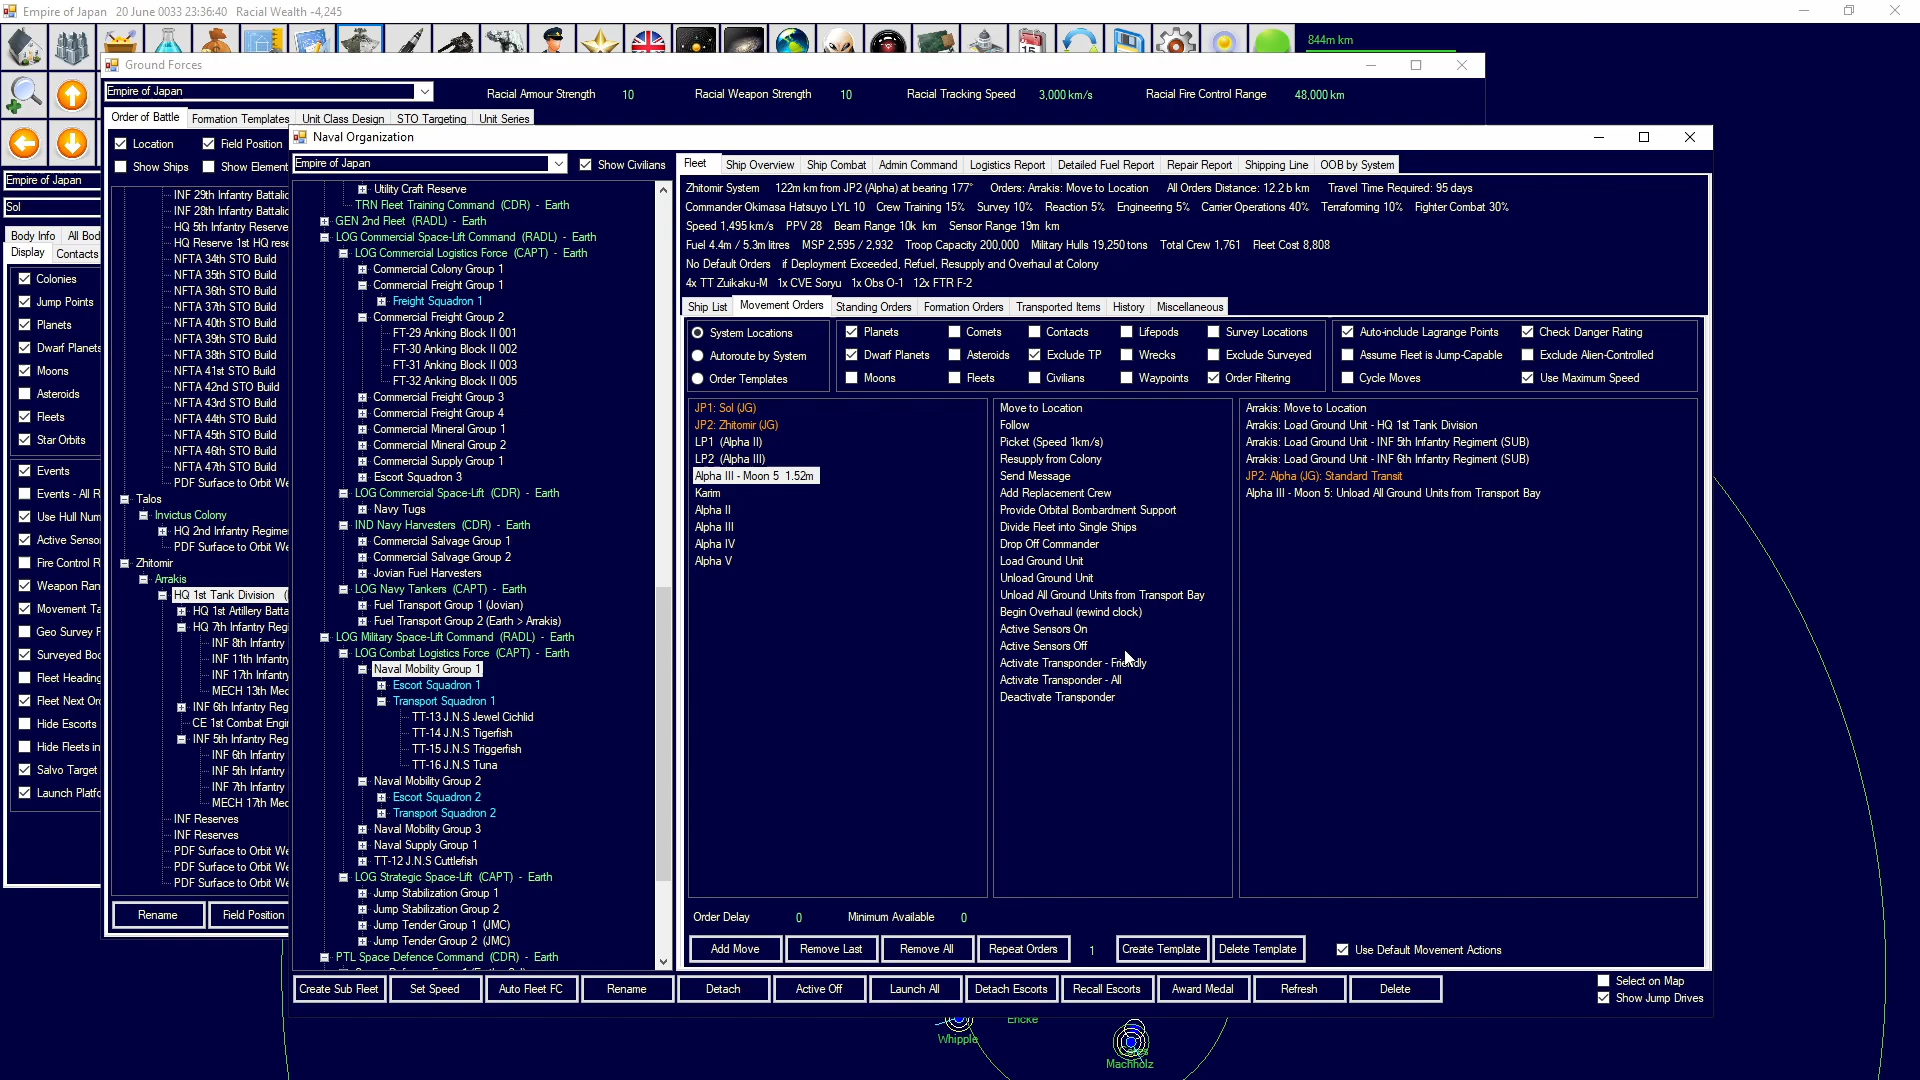 Empire of Japan   20 June 0033 23:36:40   Racial Wealth -4,245
844m km
Ground Forces
Empire of Japan
Racial Armour Strength 10 Racial Weapon Strength 10 Racial Tracking Speed 3,000 km/s Racial Fire Control Range 48,000 km
Order of Battle Formation Templates Unit Class Design STO Targeting Unit Series
Location Field Position
Show Ships Show Element
Empire of Japan
Sol
Body Info All Bod
Display Contacts
Colonies
Jump Points
Planets
Dwarf Planets
Moons
Asteroids
Fleets
Star Orbits
Events
Events - All R
Use Hull Num
Active Senso
Fire Control R
Weapon Ran
Movement Ta
Geo Survey P
Surveyed Boo
Fleet Heading
Fleet Next Ord
Hide Escorts
Hide Fleets in
Salvo Target
Launch Platfo
INF 29th Infantry Battalio
INF 28th Infantry Battalio
HQ 5th Infantry Reserve
HQ Reserve 1st HQ rese
NFTA 34th STO Build
NFTA 35th STO Build
NFTA 36th STO Build
NFTA 37th STO Build
NFTA 40th STO Build
NFTA 39th STO Build
NFTA 38th STO Build
NFTA 41st STO Build
NFTA 42nd STO Build
NFTA 43rd STO Build
NFTA 44th STO Build
NFTA 45th STO Build
NFTA 46th STO Build
NFTA 47th STO Build
PDF Surface to Orbit We
Talos
Invictus Colony
HQ 2nd Infantry Regime
PDF Surface to Orbit We
Zhitomir
Arrakis
HQ 1st Tank Division (
HQ 1st Artillery Batta
HQ 7th Infantry Regi
INF 8th Infantry
INF 11th Infantry
INF 17th Infantry
MECH 13th Mec
INF 6th Infantry Reg
CE 1st Combat Engi
INF 5th Infantry Reg
INF 6th Infantry
INF 5th Infantry
INF 7th Infantry
MECH 17th Mec
INF Reserves
INF Reserves
PDF Surface to Orbit We
PDF Surface to Orbit We
PDF Surface to Orbit We
Rename Field Position
Naval Organization
Empire of Japan Show Civilians
Utility Craft Reserve
TRN Fleet Training Command (CDR) - Earth
GEN 2nd Fleet (RADL) - Earth
LOG Commercial Space-Lift Command (RADL) - Earth
LOG Commercial Logistics Force (CAPT) - Earth
Commercial Colony Group 1
Commercial Freight Group 1
Freight Squadron 1
Commercial Freight Group 2
FT-29 Anking Block II 001
FT-30 Anking Block II 002
FT-31 Anking Block II 003
FT-32 Anking Block II 005
Commercial Freight Group 3
Commercial Freight Group 4
Commercial Mineral Group 1
Commercial Mineral Group 2
Commercial Supply Group 1
Escort Squadron 3
LOG Commercial Space-Lift (CDR) - Earth
Navy Tugs
IND Navy Harvesters (CDR) - Earth
Commercial Salvage Group 1
Commercial Salvage Group 2
Jovian Fuel Harvesters
LOG Navy Tankers (CAPT) - Earth
Fuel Transport Group 1 (Jovian)
Fuel Transport Group 2 (Earth > Arrakis)
LOG Military Space-Lift Command (RADL) - Earth
LOG Combat Logistics Force (CAPT) - Earth
Naval Mobility Group 1
Escort Squadron 1
Transport Squadron 1
TT-13 J.N.S Jewel Cichlid
TT-14 J.N.S Tigerfish
TT-15 J.N.S Triggerfish
TT-16 J.N.S Tuna
Naval Mobility Group 2
Escort Squadron 2
Transport Squadron 2
Naval Mobility Group 3
Naval Supply Group 1
TT-12 J.N.S Cuttlefish
LOG Strategic Space-Lift (CAPT) - Earth
Jump Stabilization Group 1
Jump Stabilization Group 2
Jump Tender Group 1 (JMC)
Jump Tender Group 2 (JMC)
PTL Space Defence Command (CDR) - Earth
Fleet Ship Overview Ship Combat Admin Command Logistics Report Detailed Fuel Report Repair Report Shipping Line OOB by System
Zhitomir System 122m km from JP2 (Alpha) at bearing 177° Orders: Arrakis: Move to Location All Orders Distance: 12.2 b km Travel Time Required: 95 days
Commander Okimasa Hatsuyo LYL 10 Crew Training 15% Survey 10% Reaction 5% Engineering 5% Carrier Operations 40% Terraforming 10% Fighter Combat 30%
Speed 1,495 km/s PPV 28 Beam Range 10k km Sensor Range 19m km
Fuel 4.4m / 5.3m litres MSP 2,595 / 2,932 Troop Capacity 200,000 Military Hulls 19,250 tons Total Crew 1,761 Fleet Cost 8,808
No Default Orders if Deployment Exceeded, Refuel, Resupply and Overhaul at Colony
4x TT Zuikaku-M 1x CVE Soryu 1x Obs O-1 12x FTR F-2
Ship List Movement Orders Standing Orders Formation Orders Transported Items History Miscellaneous
System Locations Planets Comets Contacts Lifepods Survey Locations Auto-include Lagrange Points Check Danger Rating
Autoroute by System Dwarf Planets Asteroids Exclude TP Wrecks Exclude Surveyed Assume Fleet is Jump-Capable Exclude Alien-Controlled
Order Templates Moons Fleets Civilians Waypoints Order Filtering Cycle Moves Use Maximum Speed
JP1: Sol (JG)
JP2: Zhitomir (JG)
LP1 (Alpha II)
LP2 (Alpha III)
Alpha III - Moon 5 1.52m
Karim
Alpha II
Alpha III
Alpha IV
Alpha V
Move to Location
Follow
Picket (Speed 1km/s)
Resupply from Colony
Send Message
Add Replacement Crew
Provide Orbital Bombardment Support
Divide Fleet into Single Ships
Drop Off Commander
Load Ground Unit
Unload Ground Unit
Unload All Ground Units from Transport Bay
Begin Overhaul (rewind clock)
Active Sensors On
Active Sensors Off
Activate Transponder - Friendly
Activate Transponder - All
Deactivate Transponder
Arrakis: Move to Location
Arrakis: Load Ground Unit - HQ 1st Tank Division
Arrakis: Load Ground Unit - INF 5th Infantry Regiment (SUB)
Arrakis: Load Ground Unit - INF 6th Infantry Regiment (SUB)
JP2: Alpha (JG): Standard Transit
Alpha III - Moon 5: Unload All Ground Units from Transport Bay
Order Delay 0 Minimum Available 0
Add Move Remove Last Remove All Repeat Orders 1 Create Template Delete Template Use Default Movement Actions
Create Sub Fleet Set Speed Auto Fleet FC Rename Detach Active Off Launch All Detach Escorts Recall Escorts Award Medal Refresh Delete
Select on Map
Show Jump Drives
Encke
Whipple
Machholz